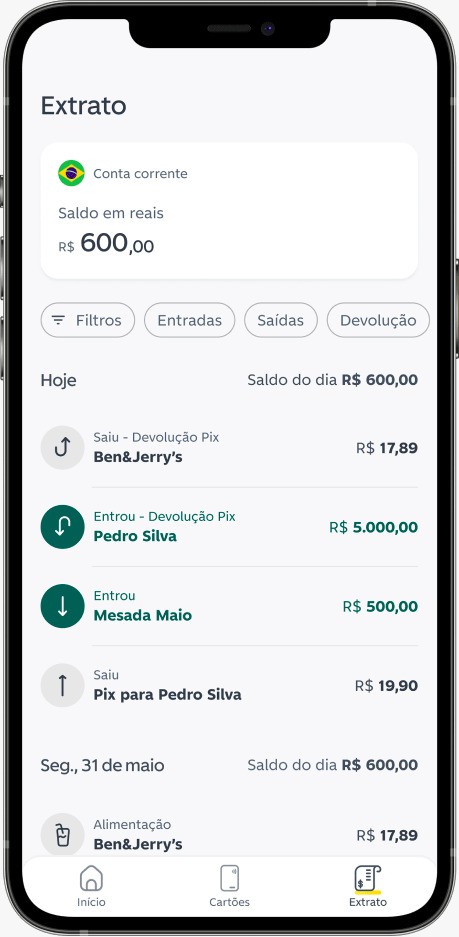 Extrato
Conta corrente
Saldo em reais
R$ 600,00
Filtros
Entradas
Saídas
Devolução
Hoje
Saldo do dia R$ 600,00
Saiu - Devolução Pix
Ben&Jerry's
R$ 17,89
Entrou - Devolução Pix
Pedro Silva
R$ 5.000,00
Entrou
Mesada Maio
R$ 500,00
Saiu
Pix para Pedro Silva
R$ 19,90
Seg., 31 de maio
Saldo do dia R$ 600,00
Alimentação
Ben&Jerry's
R$ 17,89
Início
Cartões
Extrato